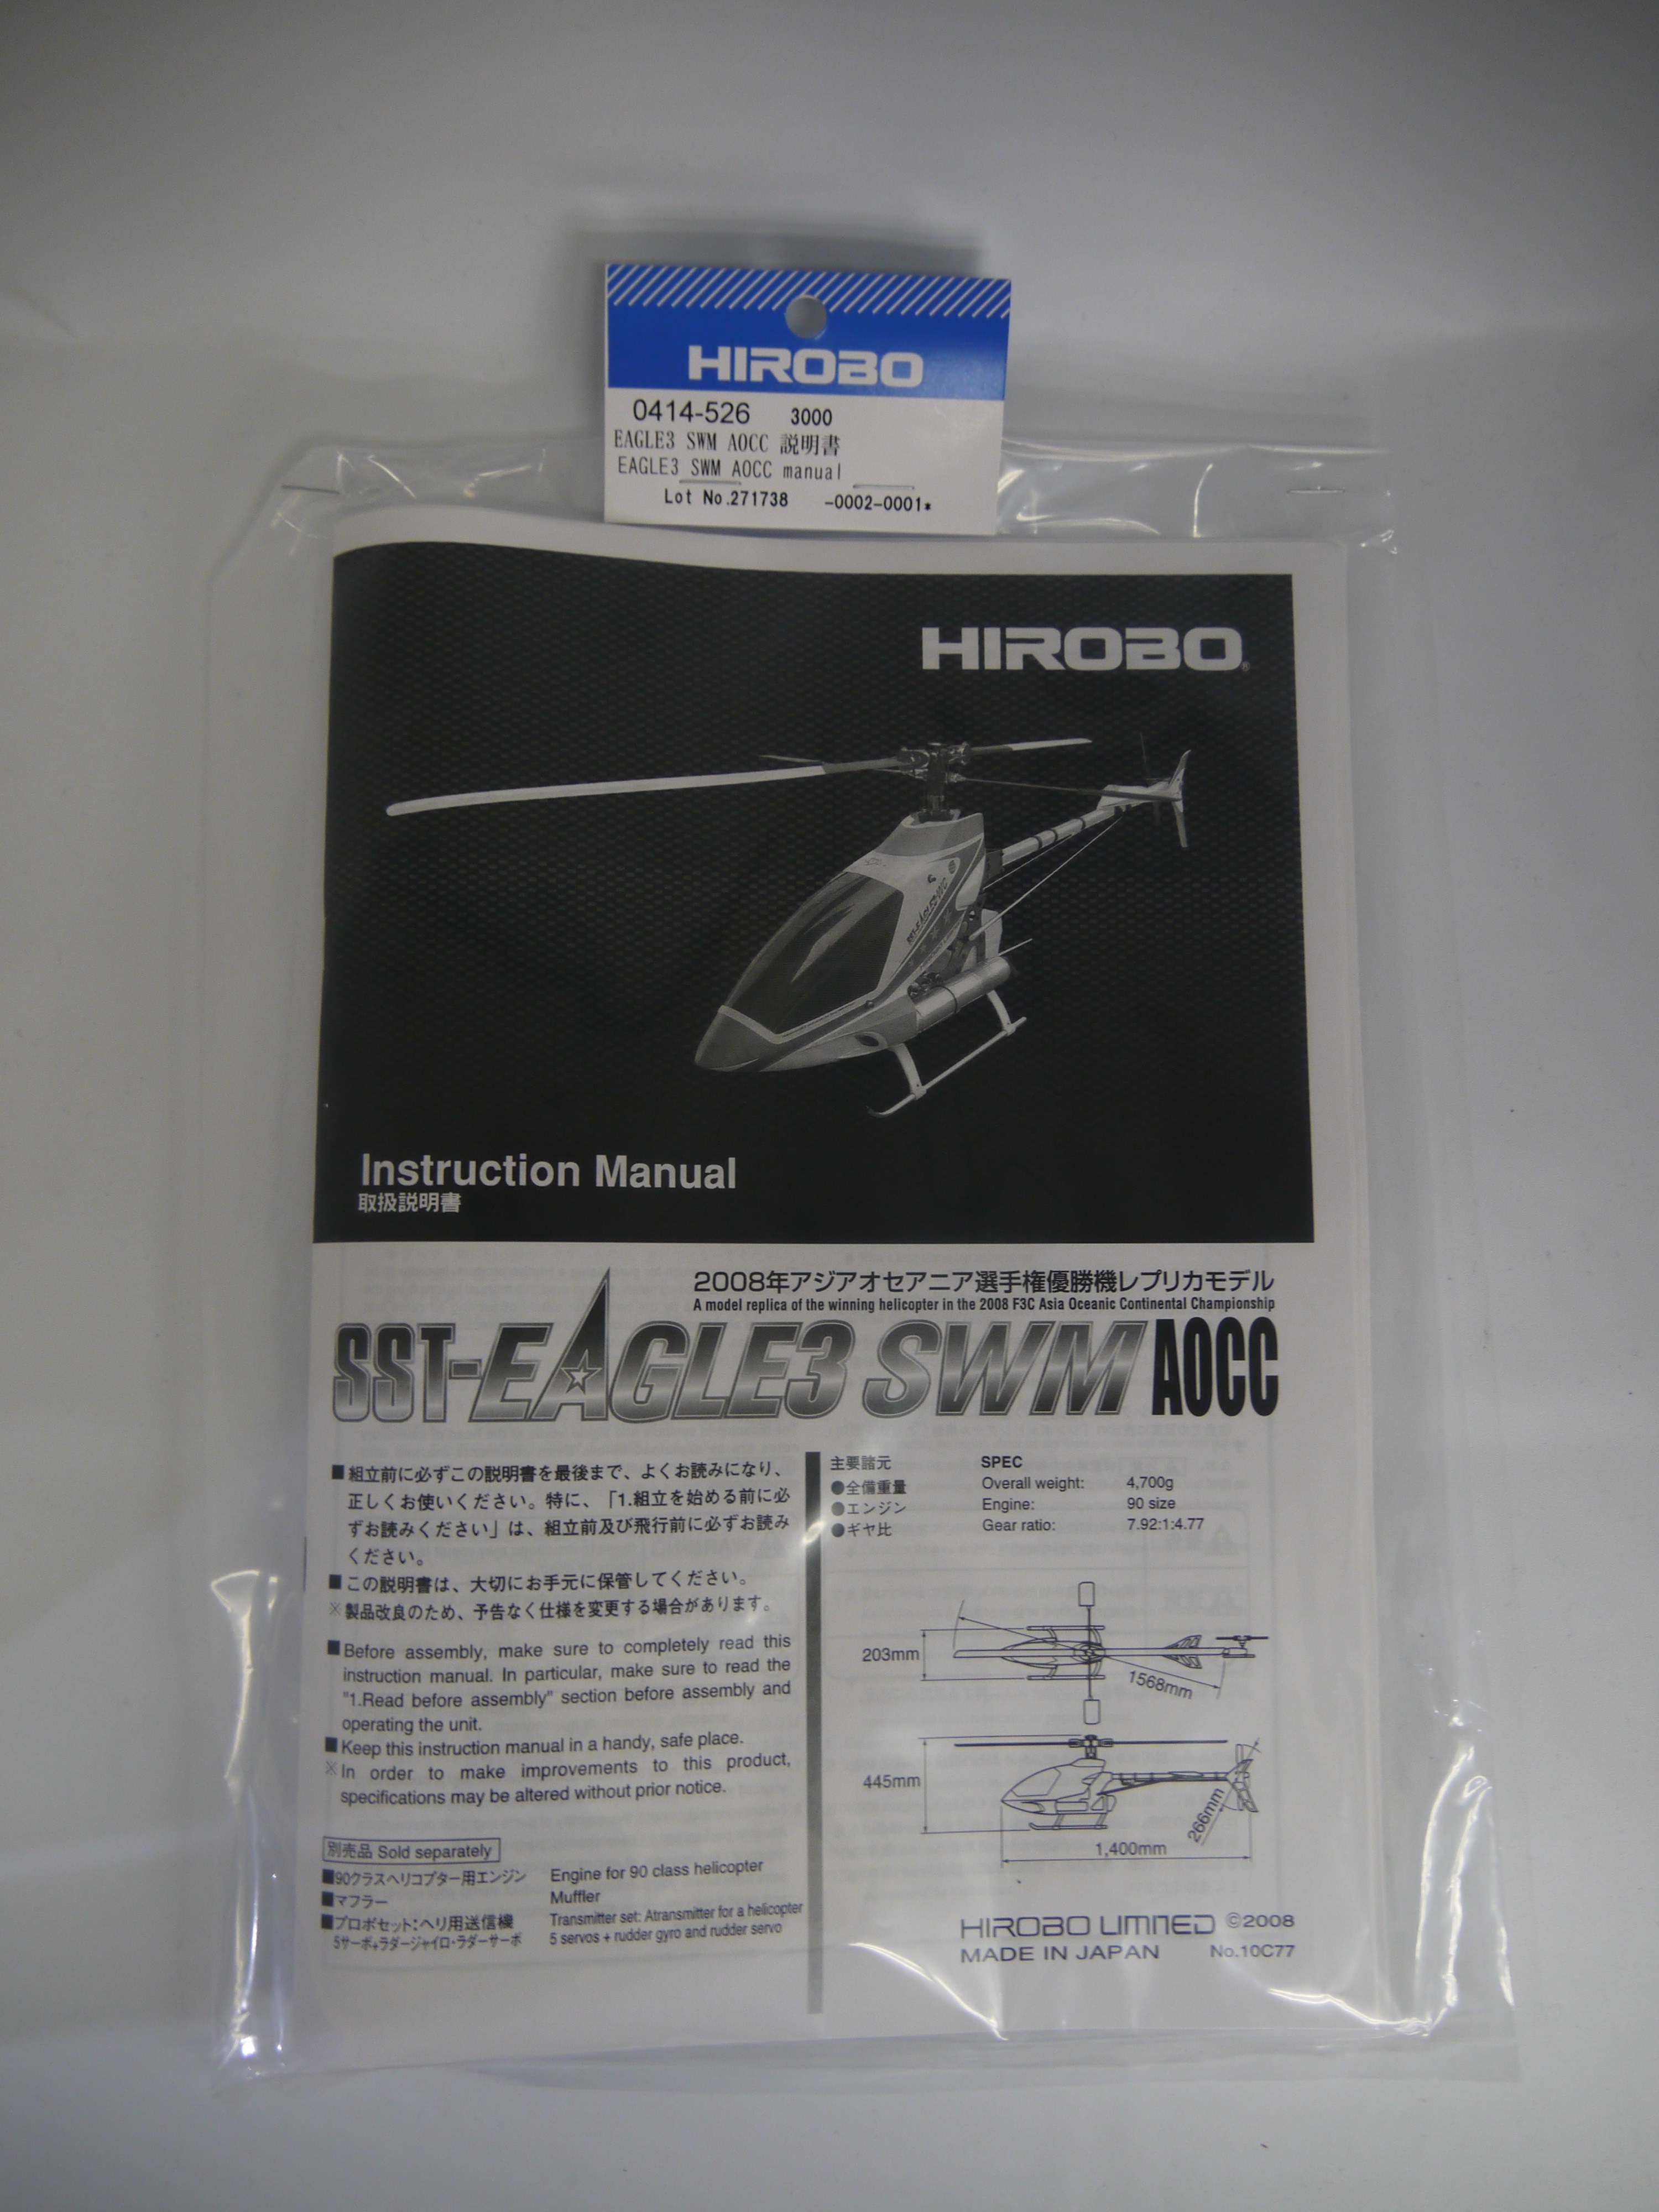 HIROBO
0414-526 3000
EAGLE3 SWM AOCC 説明書
EAGLE3 SWM AOCC manual
Lot No.271738 -0002-0001*
HIROBO®
Instruction Manual
取扱説明書
2008年アジアオセアニア選手権優勝機レプリカモデル
A model replica of the winning helicopter in the 2008 F3C Asia Oceanic Continental Championship
SST-EAGLE3 SWM AOCC
■組立前に必ずこの説明書を最後まで、よくお読みになり、
正しくお使いください。特に、「1.組立を始める前に必
ずお読みください」は、組立前及び飛行前に必ずお読み
ください。
■この説明書は、大切にお手元に保管してください。
※製品改良のため、予告なく仕様を変更する場合があります。
■Before assembly, make sure to completely read this
instruction manual. In particular, make sure to read the
"1.Read before assembly" section before assembly and
operating the unit.
■Keep this instruction manual in a handy, safe place.
※In order to make improvements to this product,
specifications may be altered without prior notice.
別売品 Sold separately
■90クラスヘリコプター用エンジン Engine for 90 class helicopter
■マフラー Muffler
■プロポセット:ヘリ用送信機 Transmitter set: Atransmitter for a helicopter
5サーボ+ラダージャイロ・ラダーサーボ 5 servos + rudder gyro and rudder servo
主要諸元 SPEC
●全備重量 Overall weight: 4,700g
●エンジン Engine: 90 size
●ギヤ比 Gear ratio: 7.92:1:4.77
203mm
1568mm
445mm
266mm
1,400mm
HIROBO LIMITED ©2008
MADE IN JAPAN No.10C77